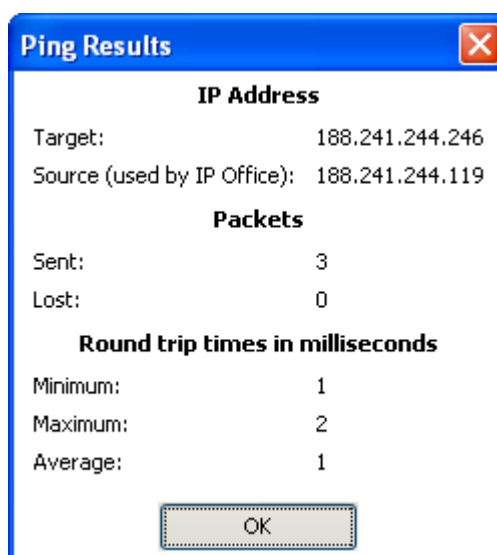 Ping Results
IP Address
Target: 188.241.244.246
Source (used by IP Office): 188.241.244.119
Packets
Sent: 3
Lost: 0
Round trip times in milliseconds
Minimum: 1
Maximum: 2
Average: 1
OK